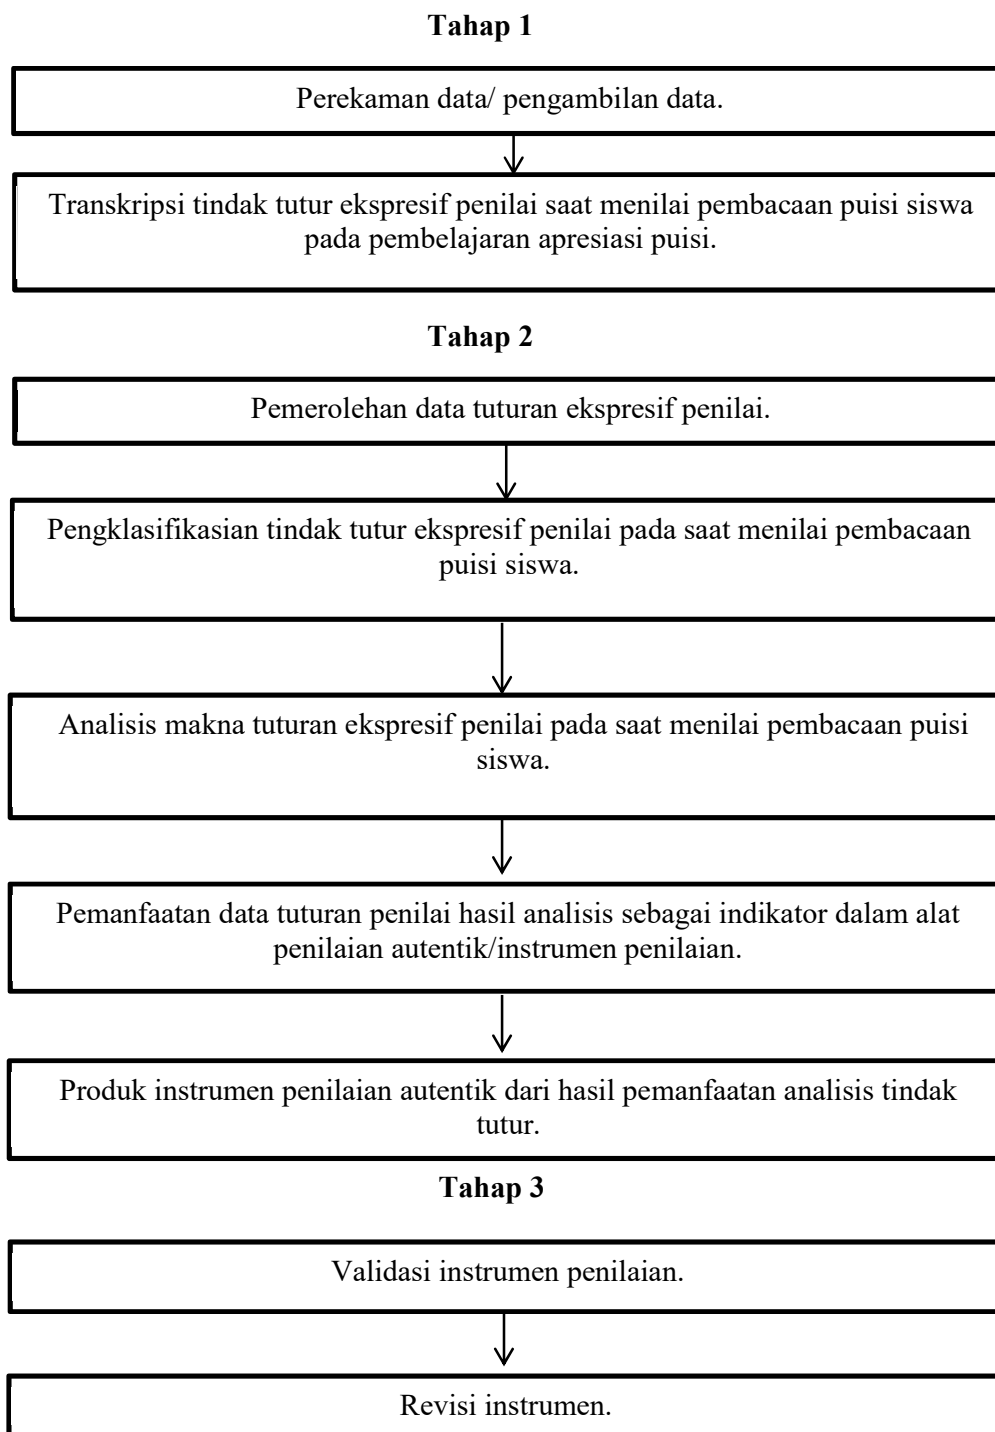 Tahap 1
Perekaman data/ pengambilan data.
Transkripsi tindak tutur ekspresif penilai saat menilai pembacaan puisi siswa
pada pembelajaran apresiasi puisi.
Tahap 2
Pemerolehan data tuturan ekspresif penilai.
Pengklasifikasian tindak tutur ekspresif penilai pada saat menilai pembacaan
puisi siswa.
Analisis makna tuturan ekspresif penilai pada saat menilai pembacaan puisi
siswa.
Pemanfaatan data tuturan penilai hasil analisis sebagai indikator dalam alat
penilaian autentik/instrumen penilaian.
Produk instrumen penilaian autentik dari hasil pemanfaatan analisis tindak
tutur.
Tahap 3
Validasi instrumen penilaian.
Revisi instrumen.